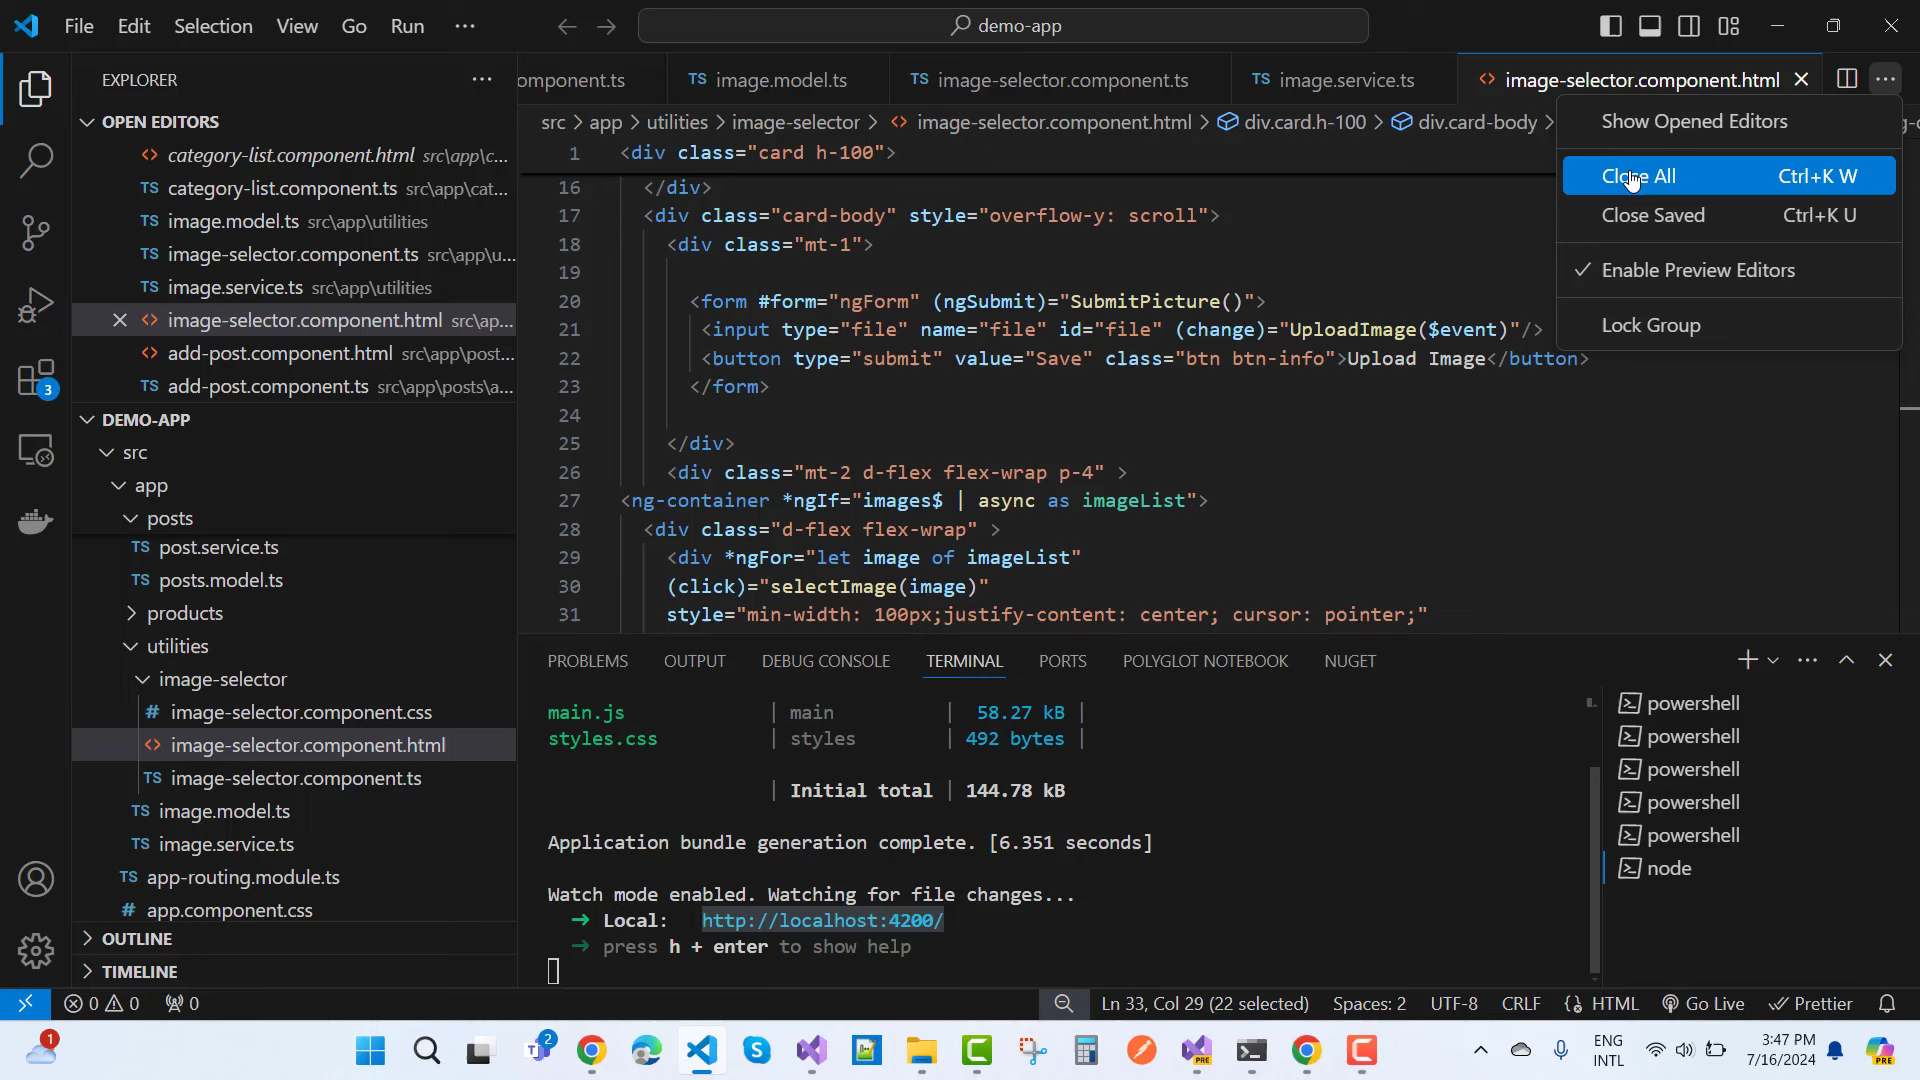 File Edit Selection View Go Run ···
demo-app
EXPLORER
OPEN EDITORS
category-list.component.html src\app\c...
TS category-list.component.ts src\app\cat...
TS image.model.ts src\app\utilities
TS image-selector.component.ts src\app\u...
TS image.service.ts src\app\utilities
image-selector.component.html src\ap...
add-post.component.html src\app\post...
TS add-post.component.ts src\app\posts\a...
DEMO-APP
src
app
posts
TS post.service.ts
TS posts.model.ts
products
utilities
image-selector
# image-selector.component.css
<> image-selector.component.html
TS image-selector.component.ts
TS image.model.ts
TS image.service.ts
TS app-routing.module.ts
# app.component.css
OUTLINE
TIMELINE
3
omponent.ts TS image.model.ts TS image-selector.component.ts TS image.service.ts <> image-selector.component.html
src > app > utilities > image-selector > <> image-selector.component.html > div.card.h-100 > div.card-body >
Show Opened Editors
Close All Ctrl+K W
Close Saved Ctrl+K U
Enable Preview Editors
Lock Group
1 <div class="card h-100">
16 </div>
17 <div class="card-body" style="overflow-y: scroll">
18 <div class="mt-1">
19
20 <form #form="ngForm" (ngSubmit)="SubmitPicture()">
21 <input type="file" name="file" id="file" (change)="UploadImage($event)"/>
22 <button type="submit" value="Save" class="btn btn-info">Upload Image</button>
23 </form>
24
25 </div>
26 <div class="mt-2 d-flex flex-wrap p-4" >
27 <ng-container *ngIf="images$ | async as imageList">
28 <div class="d-flex flex-wrap" >
29 <div *ngFor="let image of imageList"
30 (click)="selectImage(image)"
31 style="min-width: 100px;justify-content: center; cursor: pointer;"
PROBLEMS OUTPUT DEBUG CONSOLE TERMINAL PORTS POLYGLOT NOTEBOOK NUGET
main.js | main | 58.27 kB |
styles.css | styles | 492 bytes |
| Initial total | 144.78 kB
Application bundle generation complete. [6.351 seconds]
Watch mode enabled. Watching for file changes...
→ Local: http://localhost:4200/
→ press h + enter to show help
powershell
powershell
powershell
powershell
powershell
node
0 0 0 Ln 33, Col 29 (22 selected) Spaces: 2 UTF-8 CRLF HTML Go Live Prettier
1 2 PRE
ENG
INTL
3:47 PM
7/16/2024
PRE